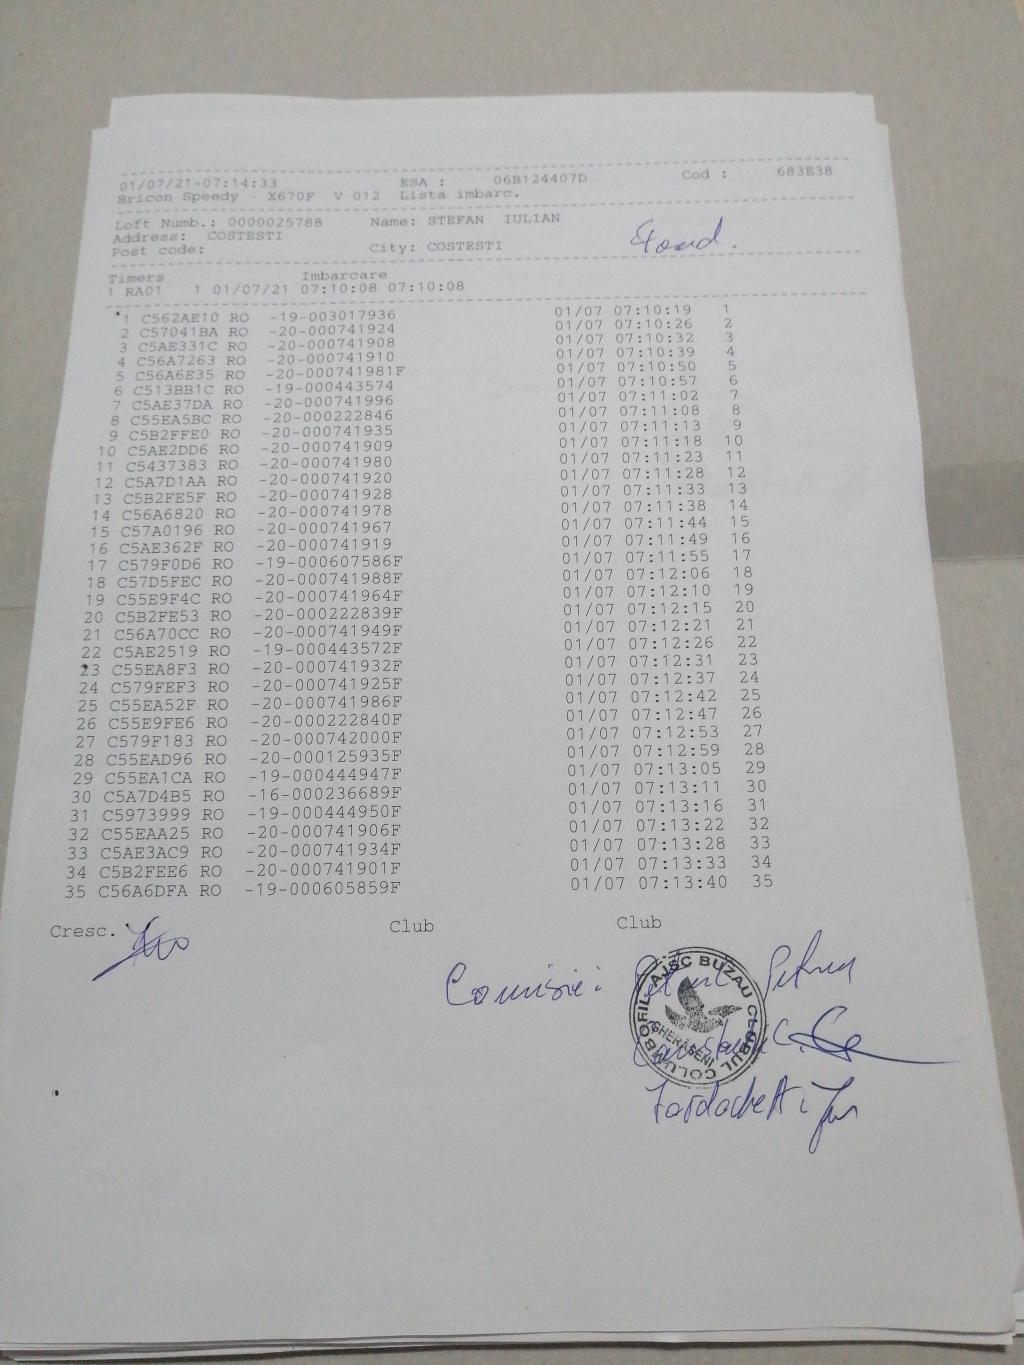 01/07/21-07:14:33 ESA : 06B124407D Cod : 683E38
Bricon Speedy - X670F V 012 Lista imbarc.
Loft Numb.: 0000025788 Name: STEFAN IULIAN
Address: COSTESTI
Post code: City: COSTESTI
Timers Imbarcare
1 RA01 1 01/07/21 07:10:08 07:10:08
1 C562AE10 RO -19-003017936 01/07 07:10:19 1
2 C57041BA RO -20-000741924 01/07 07:10:26 2
3 C5AE331C RO -20-000741908 01/07 07:10:32 3
4 C56A7263 RO -20-000741910 01/07 07:10:39 4
5 C56A6E35 RO -20-000741981F 01/07 07:10:50 5
6 C513BB1C RO -19-000443574 01/07 07:10:57 6
7 C5AE37DA RO -20-000741996 01/07 07:11:02 7
8 C55EA5BC RO -20-000222846 01/07 07:11:08 8
9 C5B2FFE0 RO -20-000741935 01/07 07:11:13 9
10 C5AE2DD6 RO -20-000741909 01/07 07:11:18 10
11 C5437383 RO -20-000741980 01/07 07:11:23 11
12 C5A7D1AA RO -20-000741920 01/07 07:11:28 12
13 C5B2FE5F RO -20-000741928 01/07 07:11:33 13
14 C56A6820 RO -20-000741978 01/07 07:11:38 14
15 C57A0196 RO -20-000741967 01/07 07:11:44 15
16 C5AE362F RO -20-000741919 01/07 07:11:49 16
17 C579F0D6 RO -19-000607586F 01/07 07:11:55 17
18 C57D5FEC RO -20-000741988F 01/07 07:12:06 18
19 C55E9F4C RO -20-000741964F 01/07 07:12:10 19
20 C5B2FE53 RO -20-000222839F 01/07 07:12:15 20
21 C56A70CC RO -20-000741949F 01/07 07:12:21 21
22 C5AE2519 RO -19-000443572F 01/07 07:12:26 22
23 C55EA8F3 RO -20-000741932F 01/07 07:12:31 23
24 C579FEF3 RO -20-000741925F 01/07 07:12:37 24
25 C55EA52F RO -20-000741986F 01/07 07:12:42 25
26 C55E9FE6 RO -20-000222840F 01/07 07:12:47 26
27 C579F183 RO -20-000742000F 01/07 07:12:53 27
28 C55EAD96 RO -20-000125935F 01/07 07:12:59 28
29 C55EA1CA RO -19-000444947F 01/07 07:13:05 29
30 C5A7D4B5 RO -16-000236689F 01/07 07:13:11 30
31 C5973999 RO -19-000444950F 01/07 07:13:16 31
32 C55EAA25 RO -20-000741906F 01/07 07:13:22 32
33 C5AE3AC9 RO -20-000741934F 01/07 07:13:28 33
34 C5B2FEE6 RO -20-000741901F 01/07 07:13:33 34
35 C56A6DFA RO -19-000605859F 01/07 07:13:40 35
Cresc. Club Club
Comisie: Petru
AJSC BUZAU CLUBUL COLUMBOFIL
GHERĂSENI